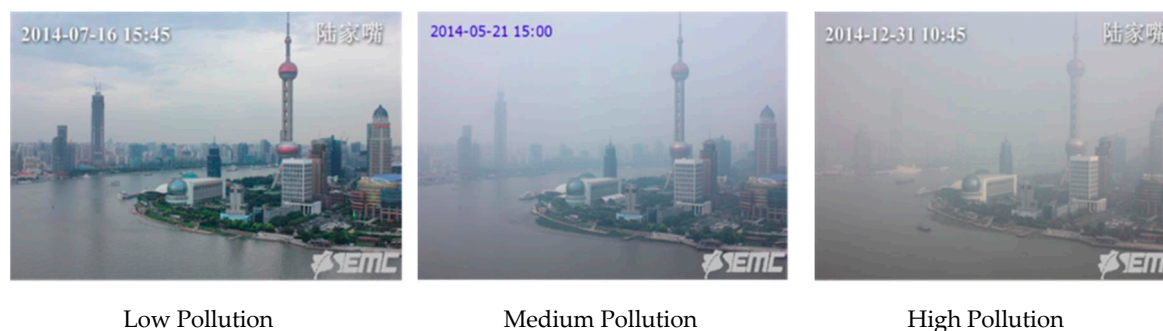 2014-07-16 15:45
陆家嘴
SEMC
Low Pollution
2014-05-21 15:00
SEMC
Medium Pollution
2014-12-31 10:45
陆家嘴
SEM
High Pollution